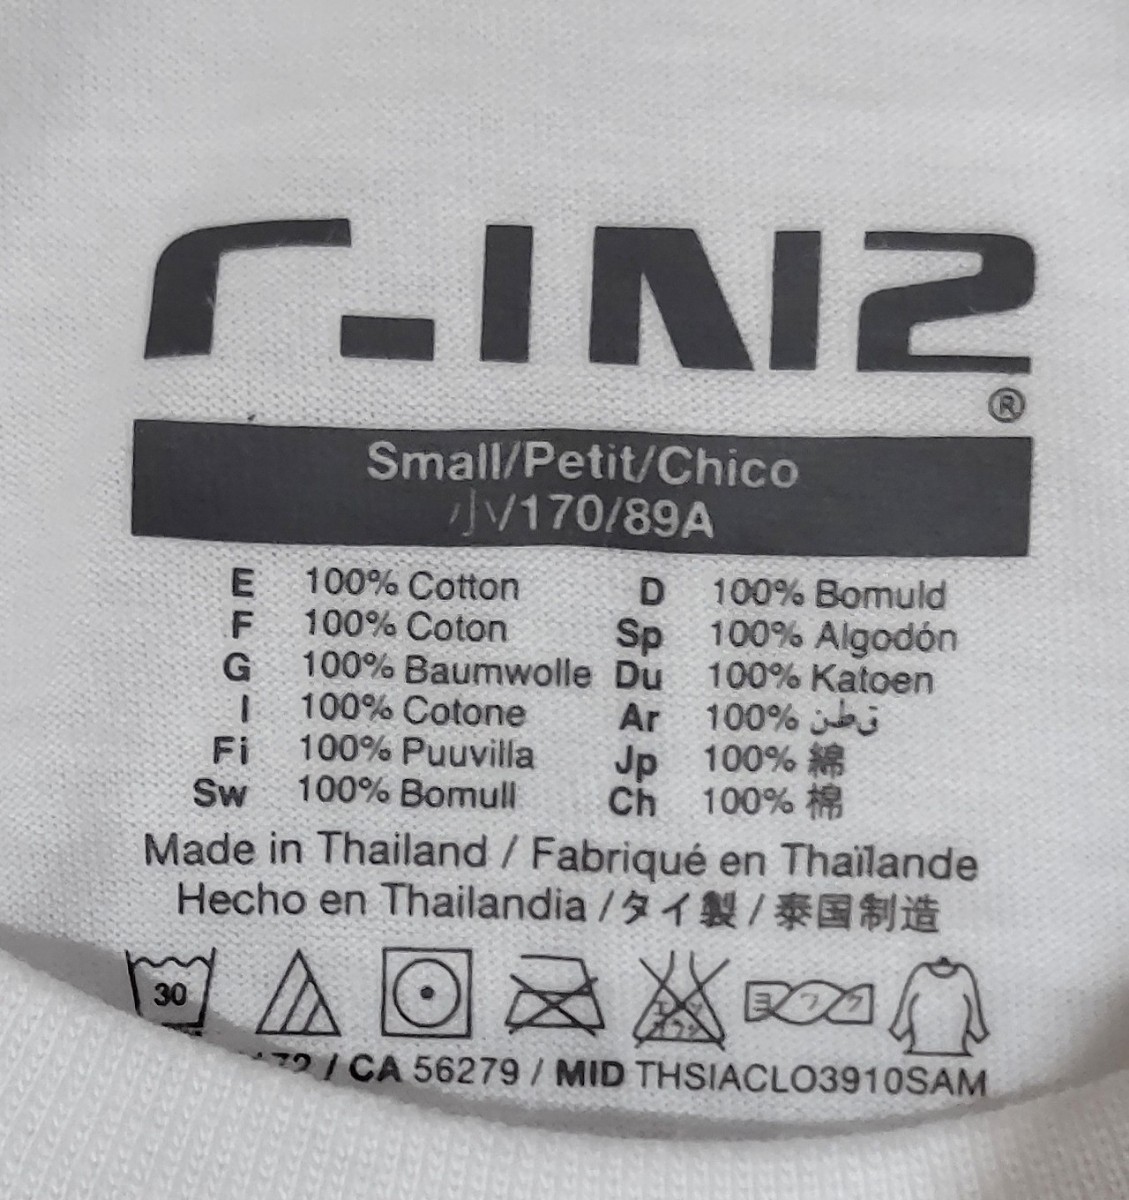 ®
Small/Petit/Chico
小/170/89A
E 100% Cotton D 100% Bomuld
F 100% Coton Sp 100% Algodón
G 100% Baumwolle Du 100% Katoen
I 100% Cotone Ar 100% قطن
Fi 100% Puuvilla Jp 100% 綿
Sw 100% Bomull Ch 100% 棉
Made in Thailand / Fabriqué en Thaïlande
Hecho en Thailandia / タイ製 / 泰国制造
30
/ CA 56279 / MID THSIACLO3910SAM